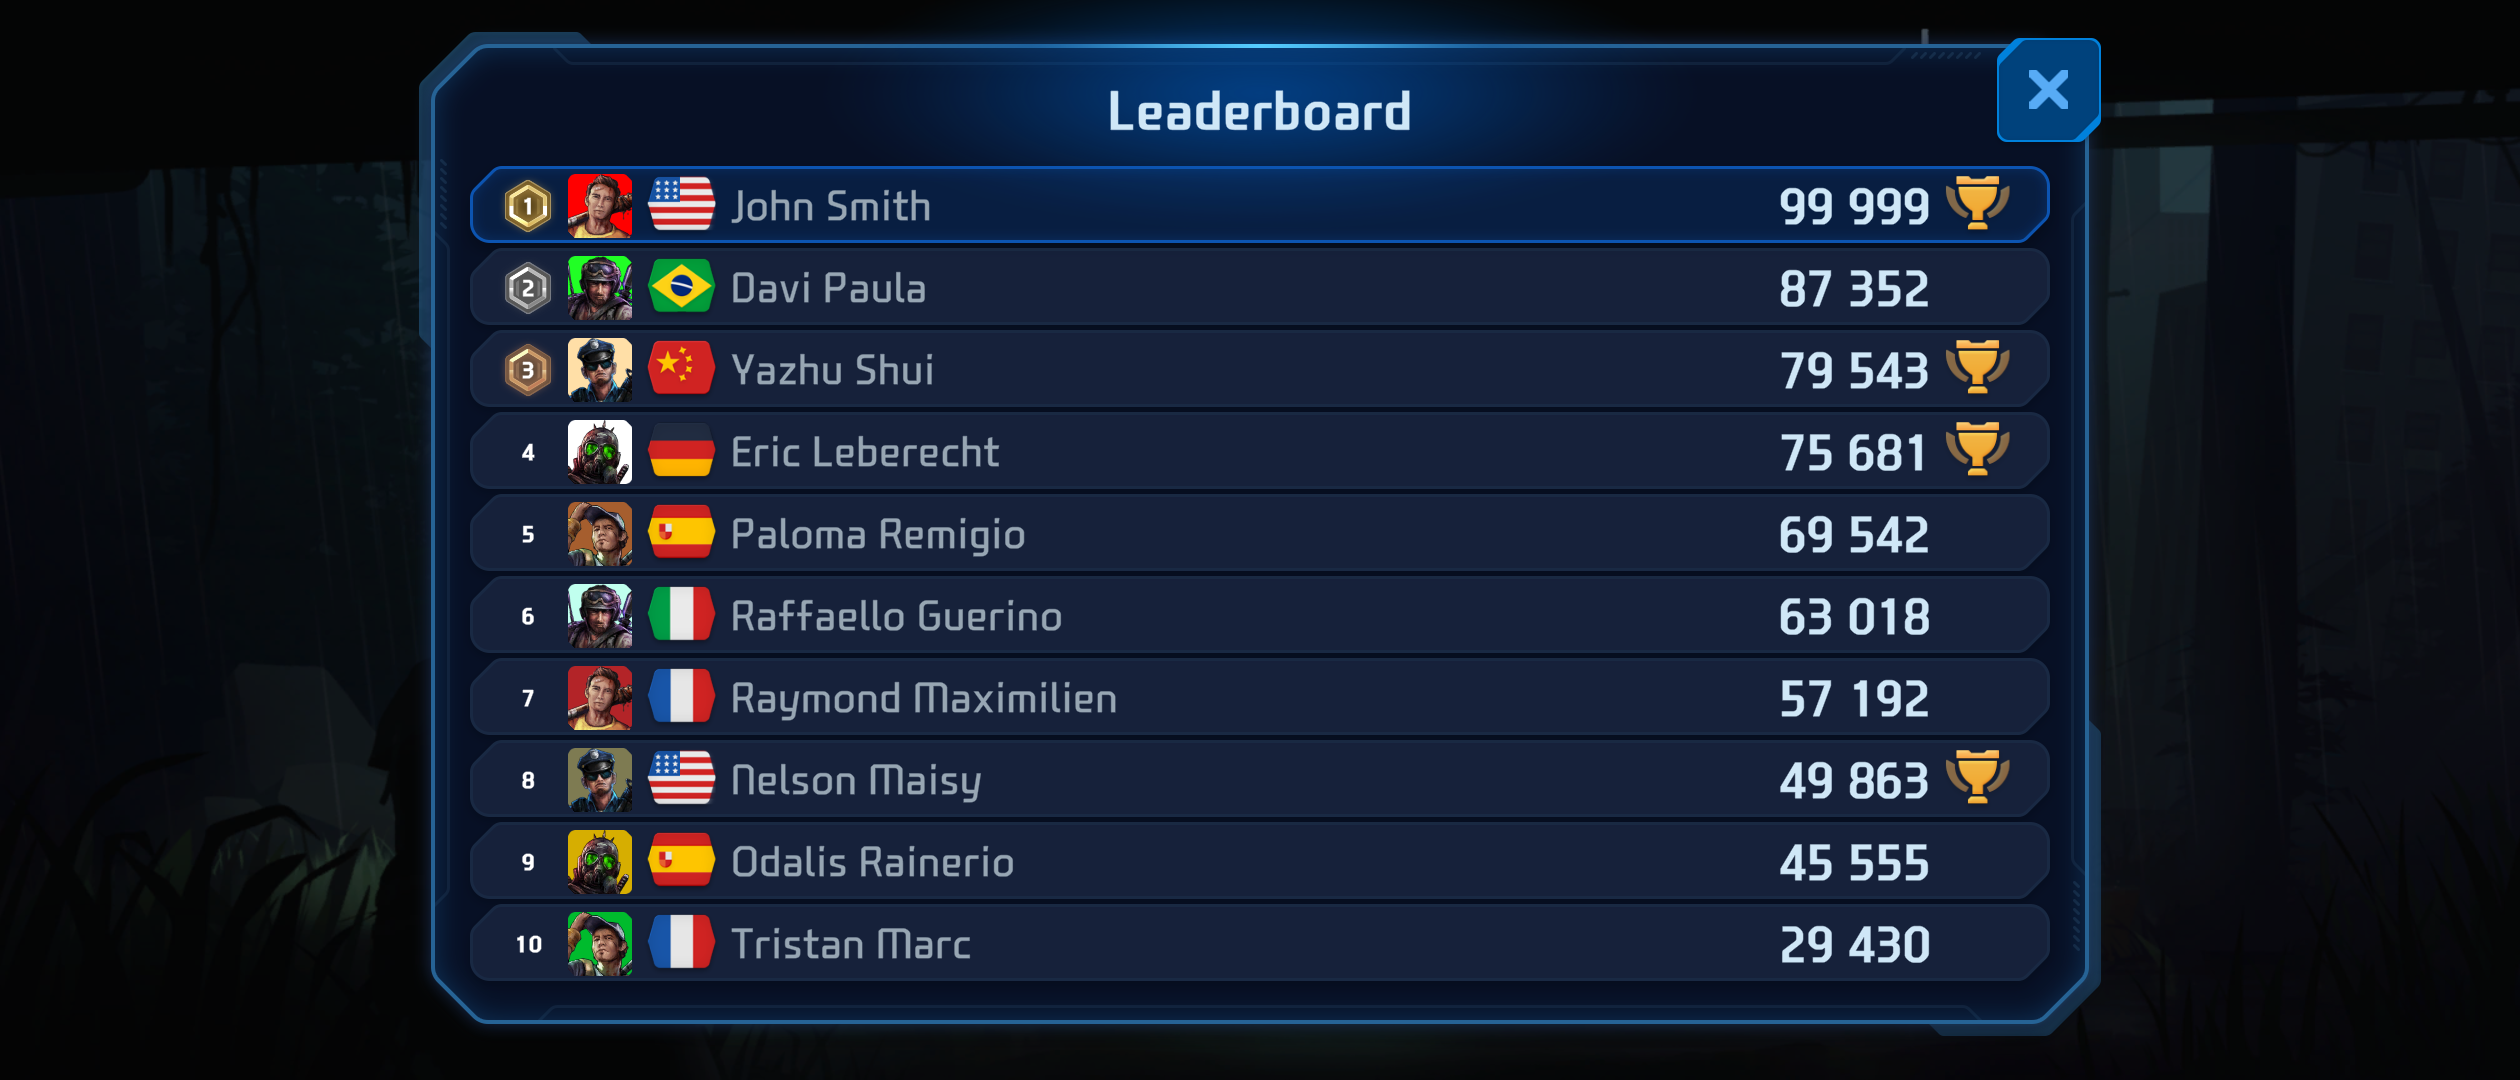 Leaderboard
1 John Smith 99 999
2 Davi Paula 87 352
3 Yazhu Shui 79 543
4 Eric Leberecht 75 681
5 Paloma Remigio 69 542
6 Raffaello Guerino 63 018
7 Raymond Maximilien 57 192
8 Nelson Maisy 49 863
9 Odalis Rainerio 45 555
10 Tristan Marc 29 430